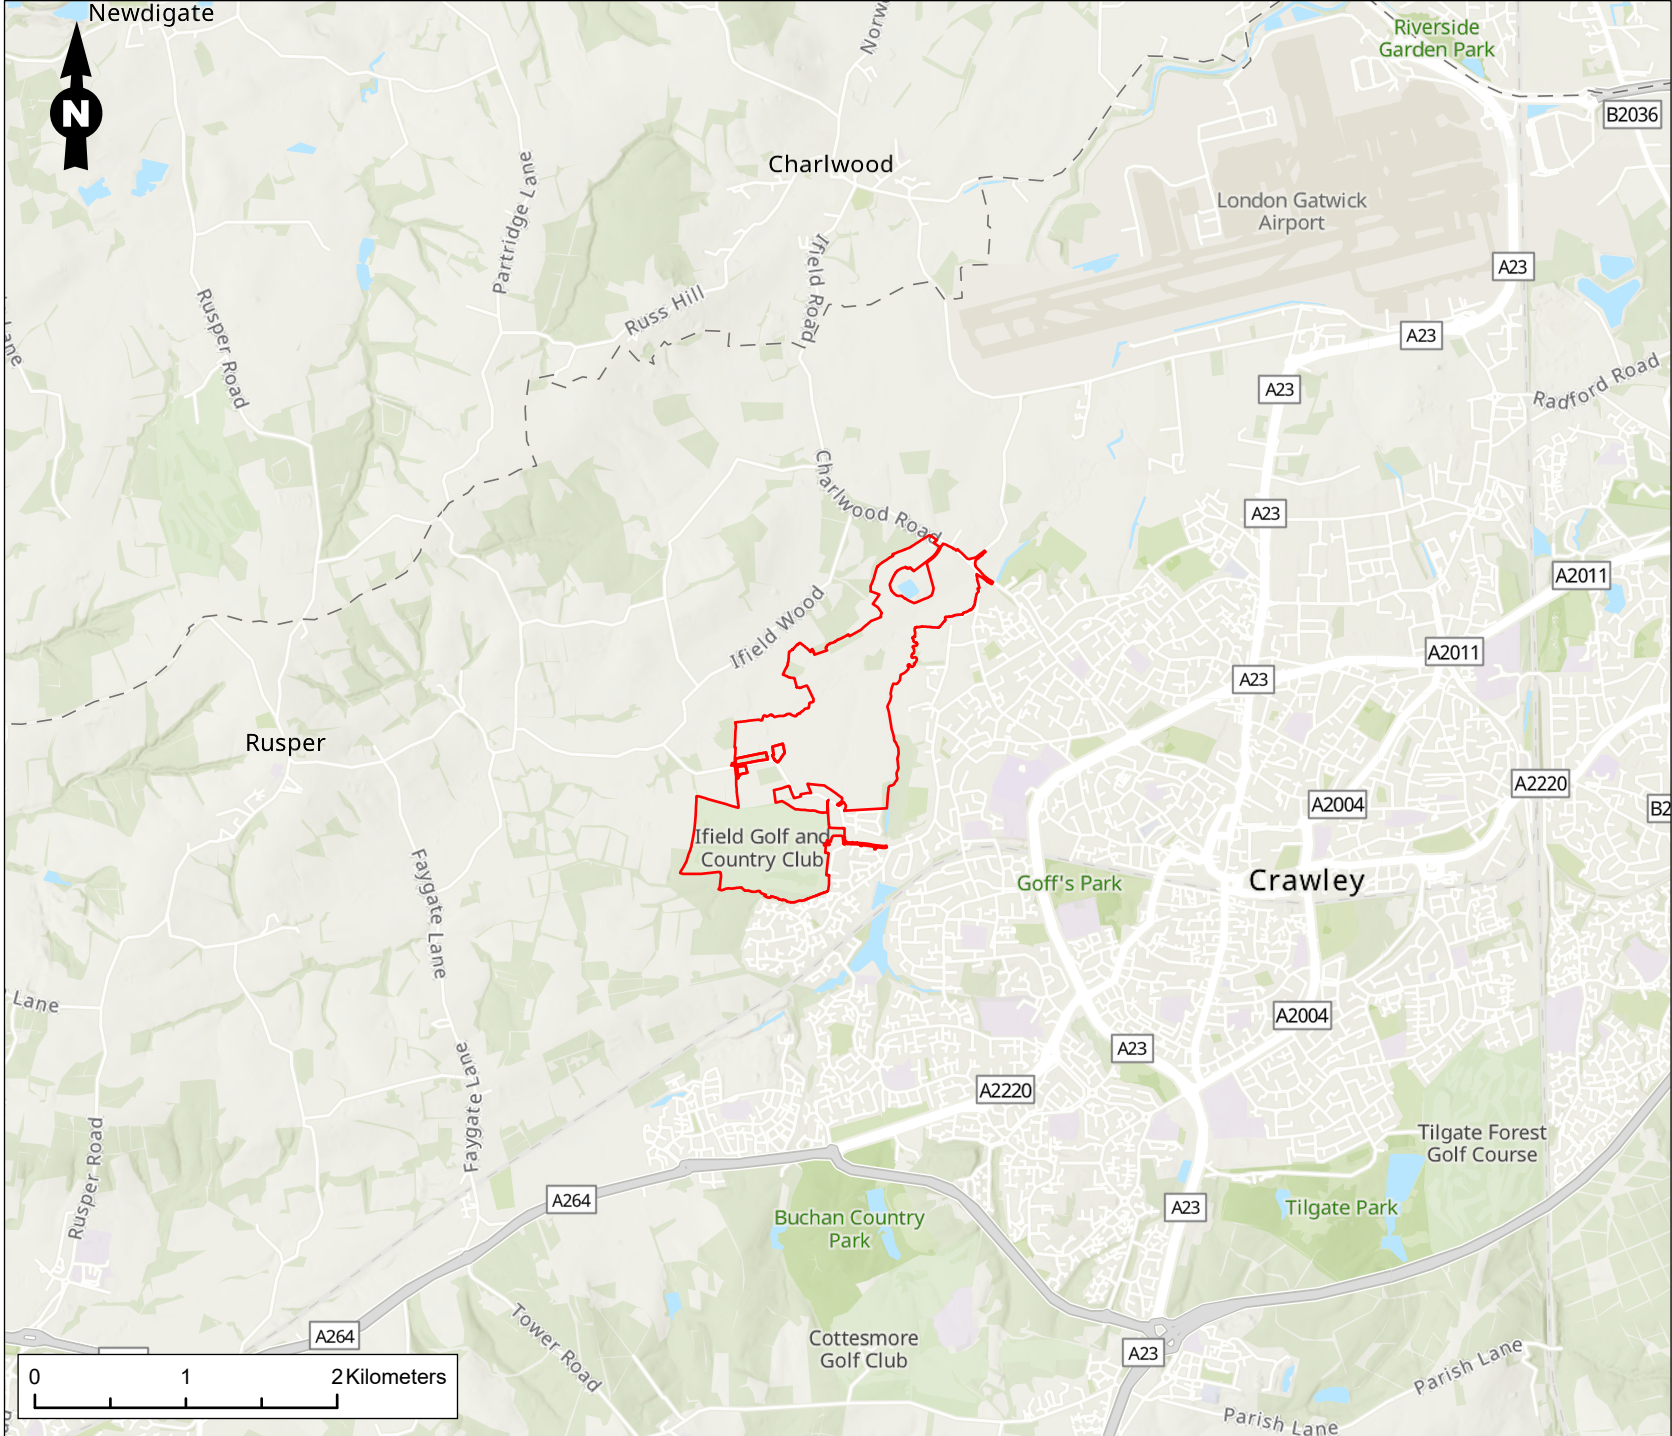 Newdigate
Norw
Riverside
Garden Park
B2036
N
Charlwood
Partridge Lane
London Gatwick
Airport
Ifield Road
A23
Russ Hill
Rusper Road
Lane
A23
A23
Radford Road
Charlwood Road
A23
A2011
Ifield Wood
A2011
A23
Rusper
A2220
A2004
B2
Ifield Golf and
Country Club
Faygate Lane
Goff's Park
Crawley
Lane
A2004
A23
Faygate Lane
A2220
Rusper Road
Tilgate Forest
Golf Course
A264
A23
Tilgate Park
Buchan Country
Park
Tower Road
A264
Cottesmore
Golf Club
A23
Parish Lane
0 1 2 Kilometers
Parish Lane